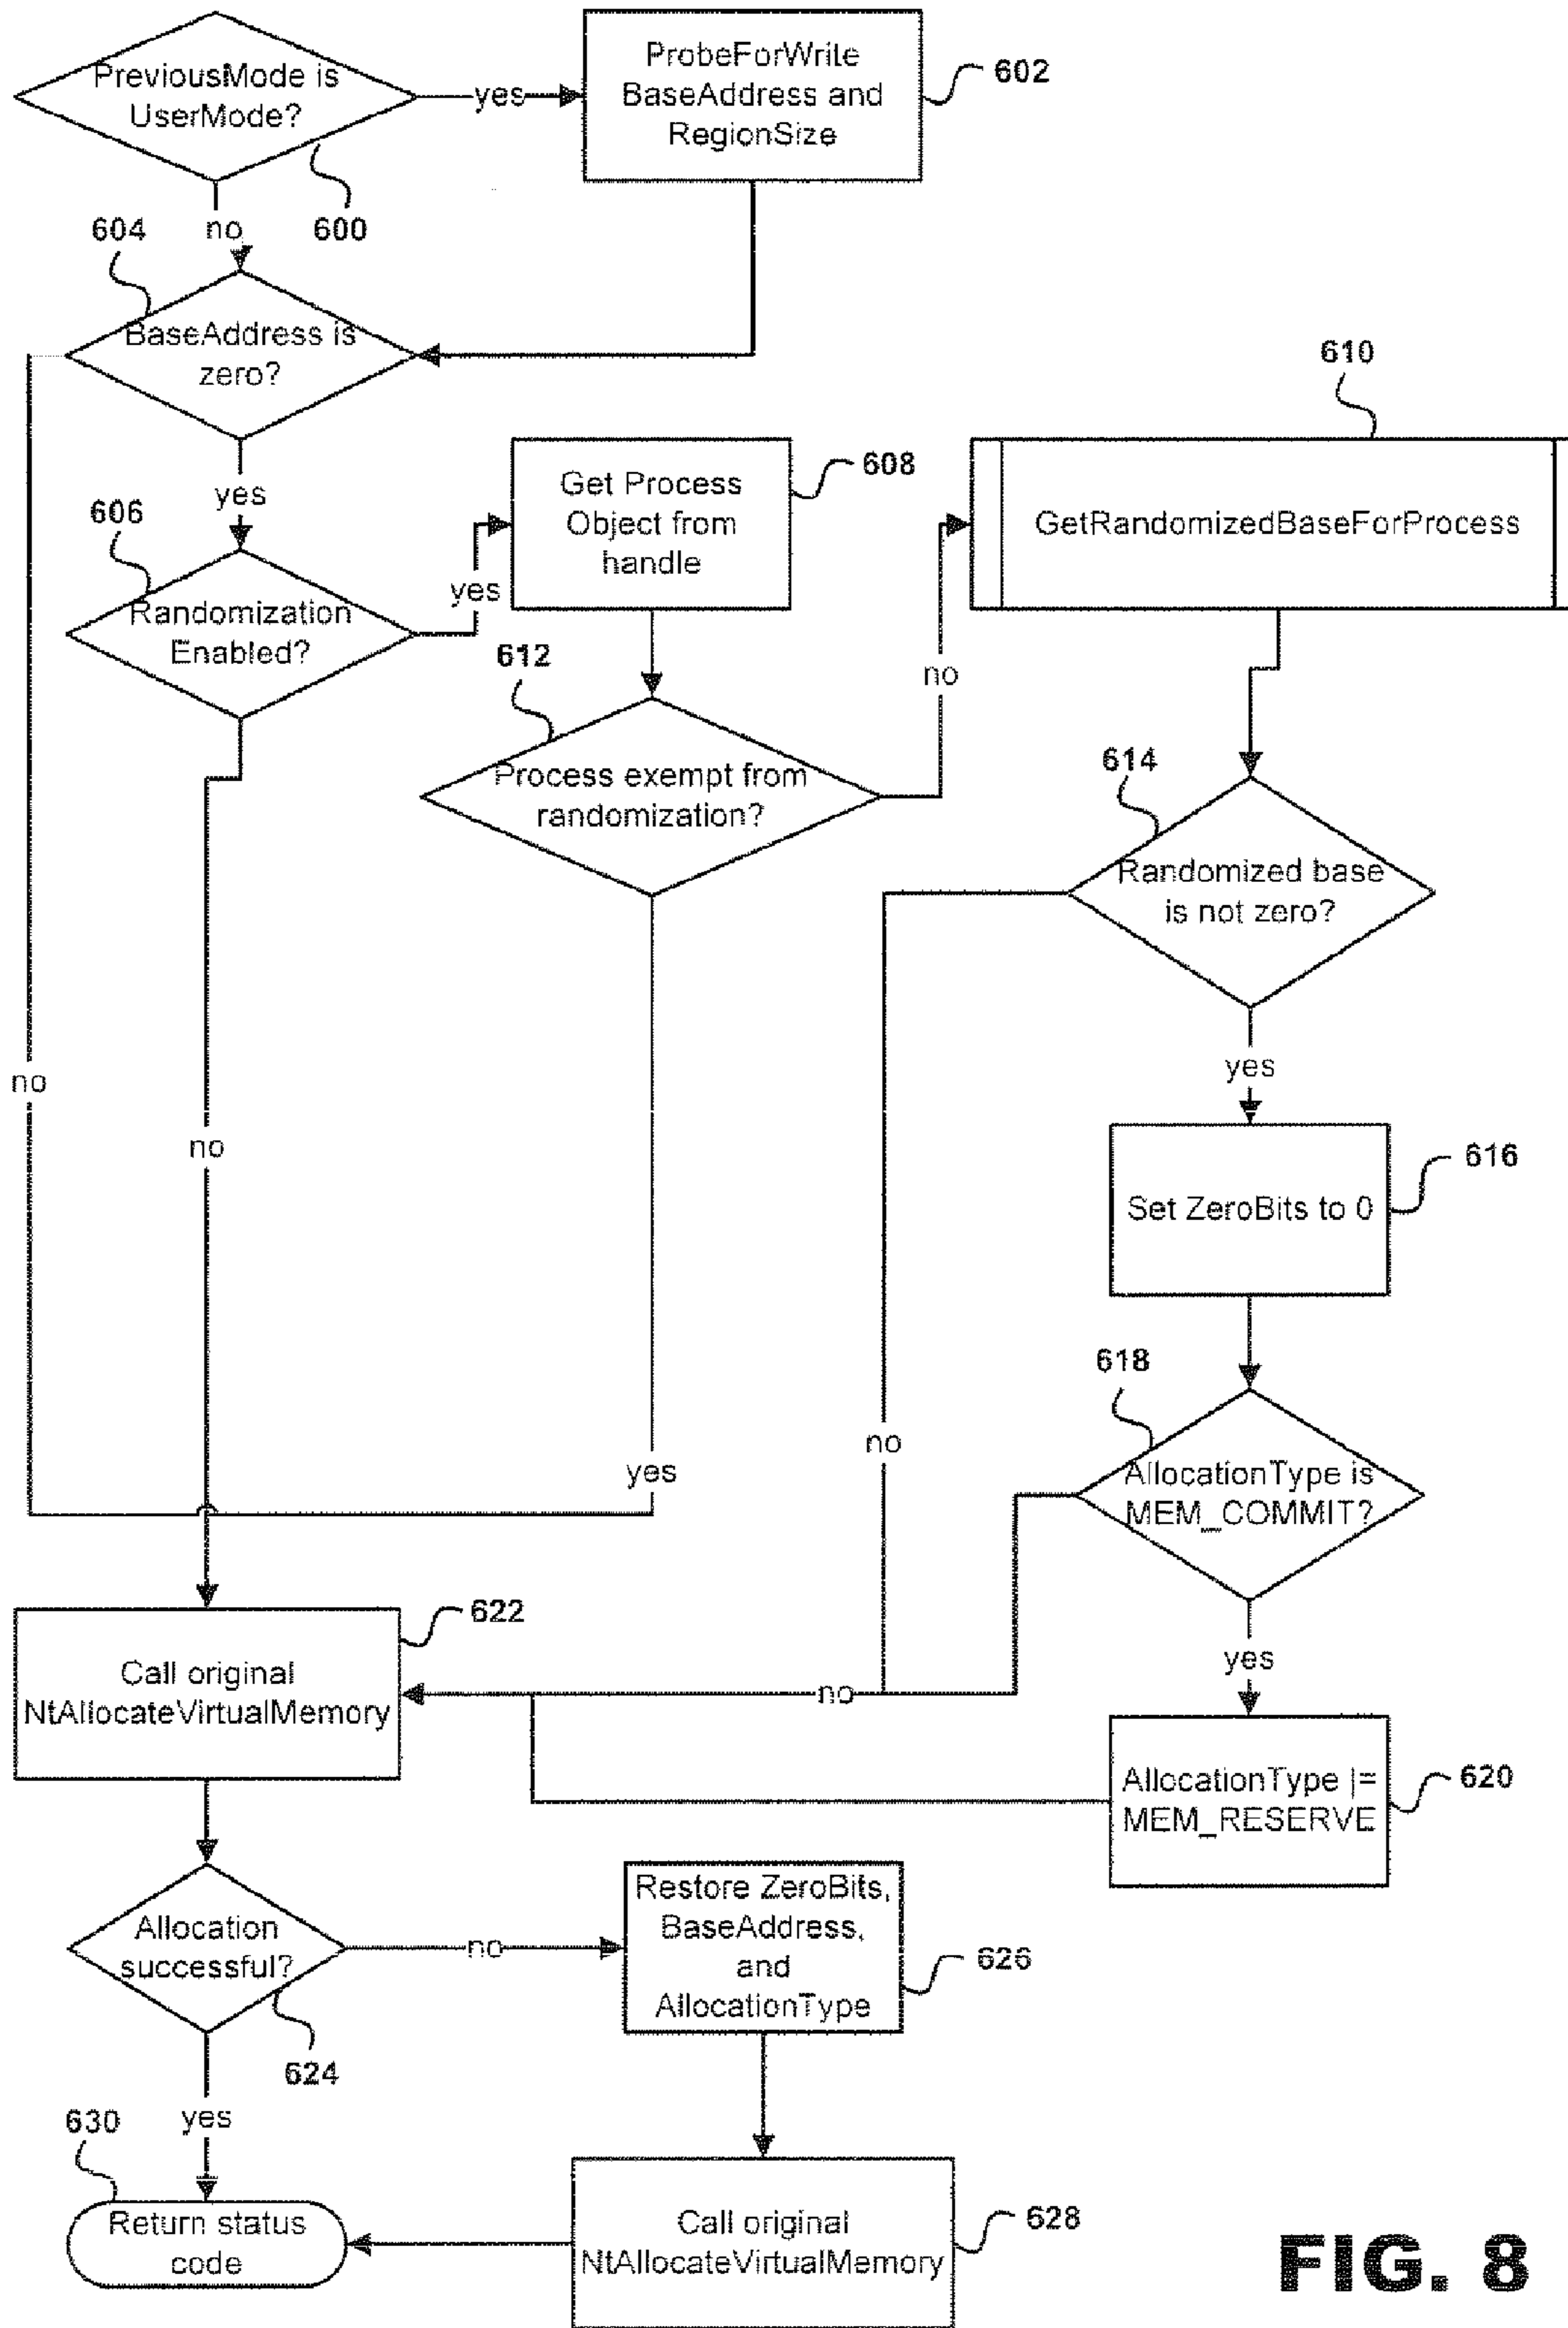 PreviousMode is
UserMode?
yes
ProbeForWrite
BaseAddress and
RegionSize
602
no
600
604
BaseAddress is
zero?
yes
610
606
Randomization
Enabled?
yes
Get Process
Object from
handle
608
GetRandomizedBaseForProcess
612
Process exempt from
randomization?
no
614
Randomized base
is not zero?
no
no
yes
Set ZeroBits to 0
616
618
AllocationType is
MEM_COMMIT?
no
yes
yes
622
Call original
NtAllocateVirtualMemory
no
AllocationType |=
MEM_RESERVE
620
Allocation
successful?
no
Restore ZeroBits,
BaseAddress,
and
AllocationType
626
624
yes
630
Return status
code
Call original
NtAllocateVirtualMemory
628
FIG. 8